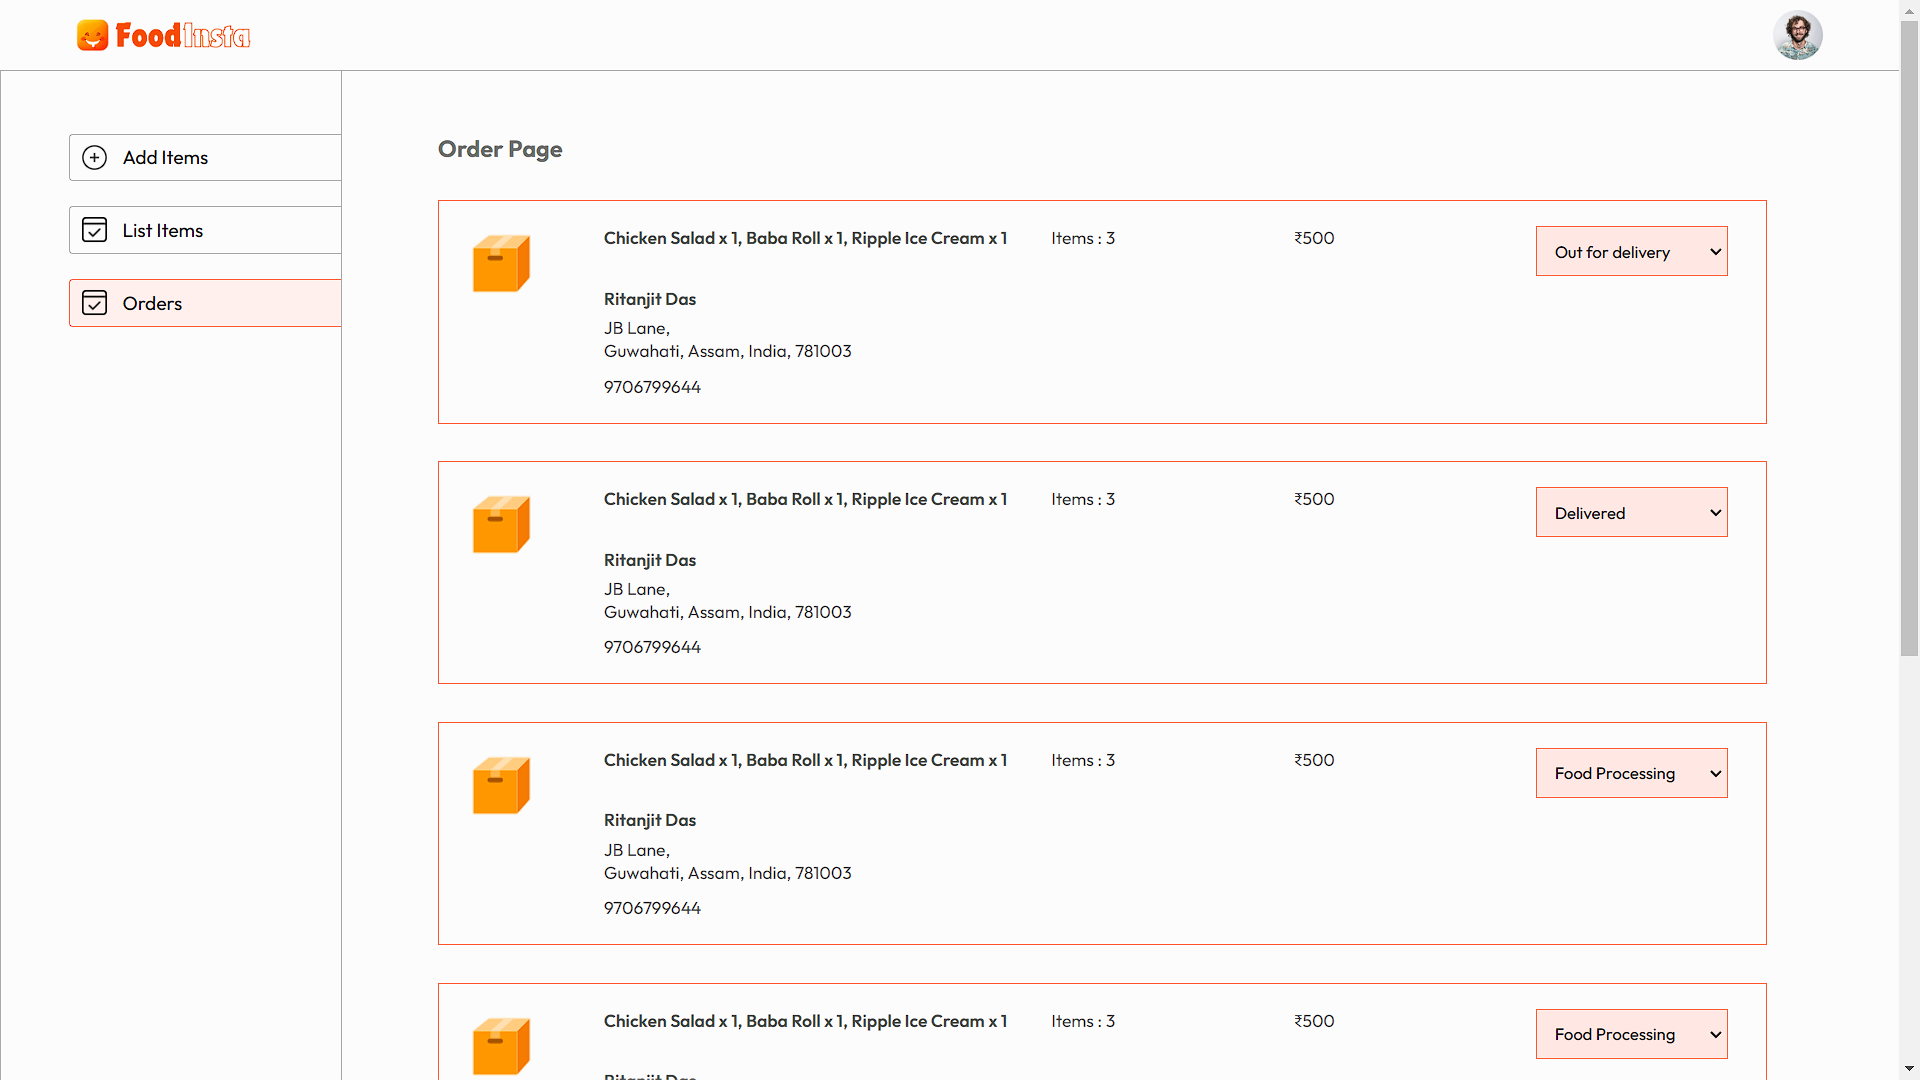 FoodInsta
Add Items
List Items
Orders
Order Page
Chicken Salad x 1, Baba Roll x 1, Ripple Ice Cream x 1
Items : 3
₹500
Out for delivery
Ritanjit Das
JB Lane,
Guwahati, Assam, India, 781003
9706799644
Chicken Salad x 1, Baba Roll x 1, Ripple Ice Cream x 1
Items : 3
₹500
Delivered
Ritanjit Das
JB Lane,
Guwahati, Assam, India, 781003
9706799644
Chicken Salad x 1, Baba Roll x 1, Ripple Ice Cream x 1
Items : 3
₹500
Food Processing
Ritanjit Das
JB Lane,
Guwahati, Assam, India, 781003
9706799644
Chicken Salad x 1, Baba Roll x 1, Ripple Ice Cream x 1
Items : 3
₹500
Food Processing
Ritanjit Das